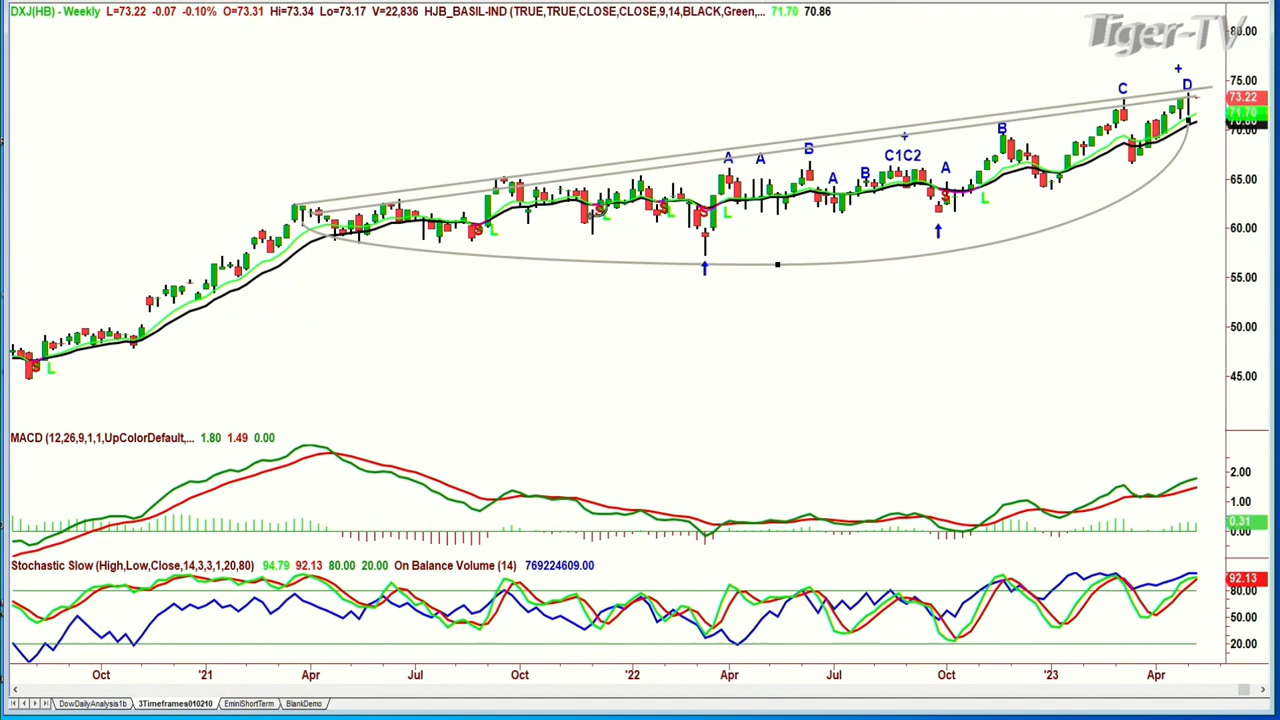 DXJ(HB) - Weekly L=73.22 -0.07 -0.10% O=73.31 Hi=73.34 Lo=73.17 V=22,836 HJB_BASIL-IND (TRUE,TRUE,CLOSE,CLOSE,9,14,BLACK,Green,... 71.70 70.86
Tiger-TV
80.00
75.00
73.22
71.70
70.86
70.00
65.00
60.00
55.00
50.00
45.00
+
C D
+ B
A A B C1C2
A B A
S L S L S L S L S L
S L
MACD (12,26,9,1,1,UpColorDefault,... 1.80 1.49 0.00
2.00
1.00
0.31
0.00
Stochastic Slow (High,Low,Close,14,3,3,1,20,80) 94.79 92.13 80.00 20.00 On Balance Volume (14) 769224609.00
92.13
80.00
50.00
20.00
Oct '21 Apr Jul Oct '22 Apr Jul Oct '23 Apr
DowDailyAnalysis1b 3Timeframes010210 EminiShortTerm BlankDemo